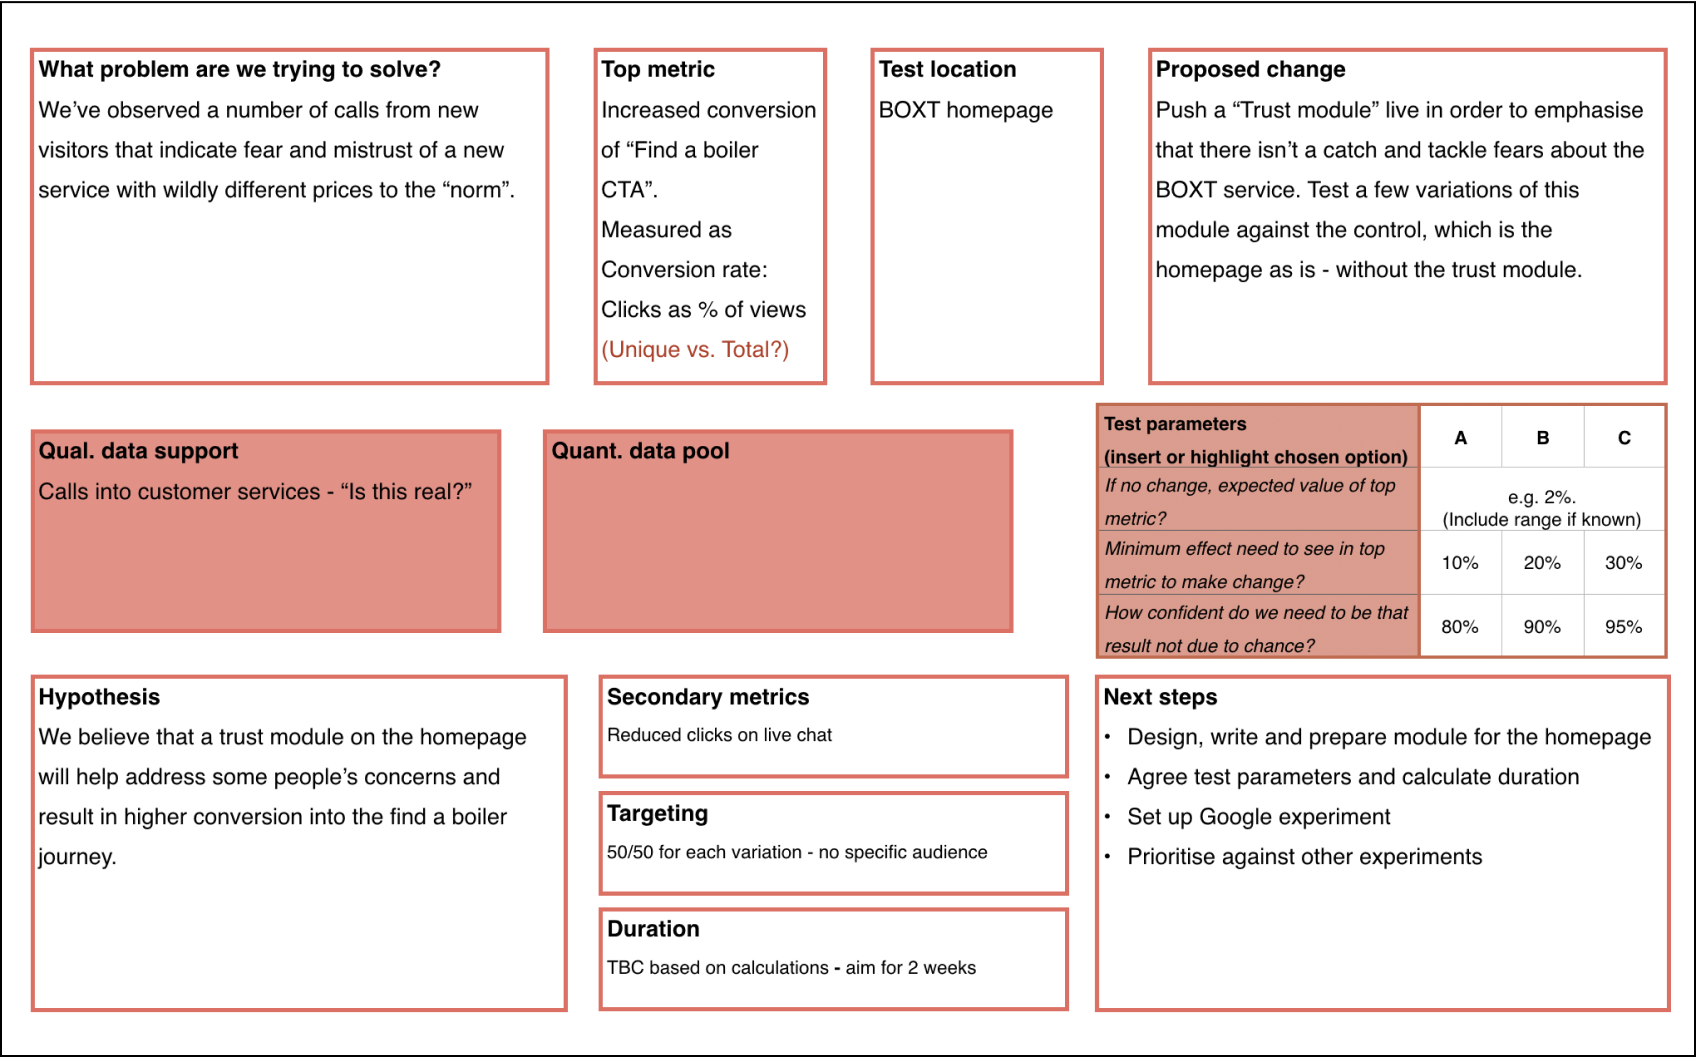 What problem are we trying to solve?
We’ve observed a number of calls from new
visitors that indicate fear and mistrust of a new
service with wildly different prices to the “norm”.
Top metric
Increased conversion
of “Find a boiler
CTA”.
Measured as
Conversion rate:
Clicks as % of views
(Unique vs. Total?)
Test location
BOXT homepage
Proposed change
Push a “Trust module” live in order to emphasise
that there isn’t a catch and tackle fears about the
BOXT service. Test a few variations of this
module against the control, which is the
homepage as is - without the trust module.
Qual. data support
Calls into customer services - “Is this real?”
Quant. data pool
Test parameters
(insert or highlight chosen option)
A B C
If no change, expected value of top
metric?
e.g. 2%.
(Include range if known)
Minimum effect need to see in top
metric to make change?
10% 20% 30%
How confident do we need to be that
result not due to chance?
80% 90% 95%
Hypothesis
We believe that a trust module on the homepage
will help address some people’s concerns and
result in higher conversion into the find a boiler
journey.
Secondary metrics
Reduced clicks on live chat
Targeting
50/50 for each variation - no specific audience
Duration
TBC based on calculations - aim for 2 weeks
Next steps
• Design, write and prepare module for the homepage
• Agree test parameters and calculate duration
• Set up Google experiment
• Prioritise against other experiments